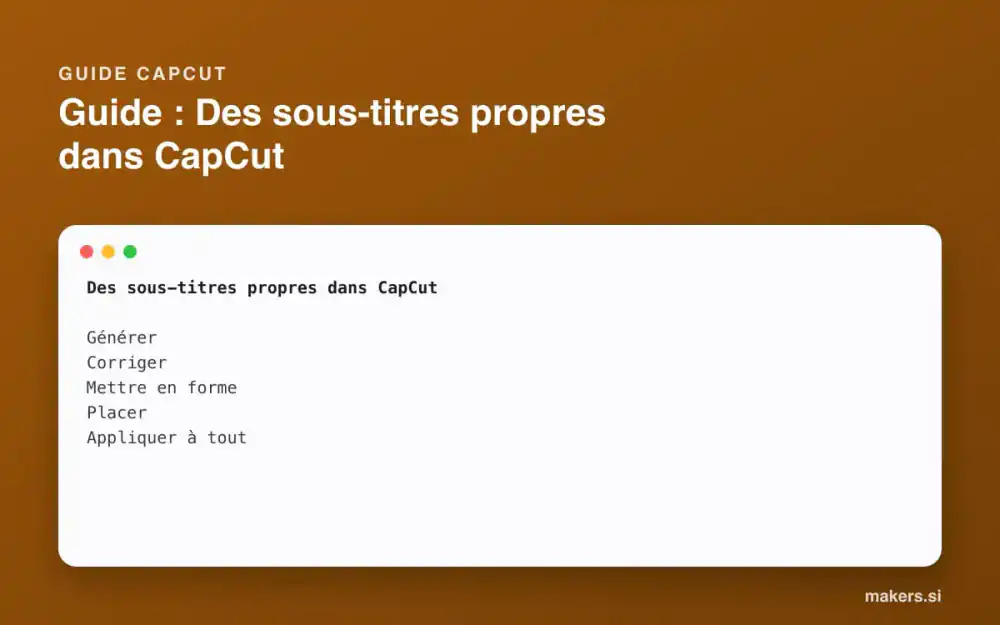 GUIDE CAPCUT
Guide : Des sous-titres propres
dans CapCut
Des sous-titres propres dans CapCut
Générer
Corriger
Mettre en forme
Placer
Appliquer à tout
makers.si